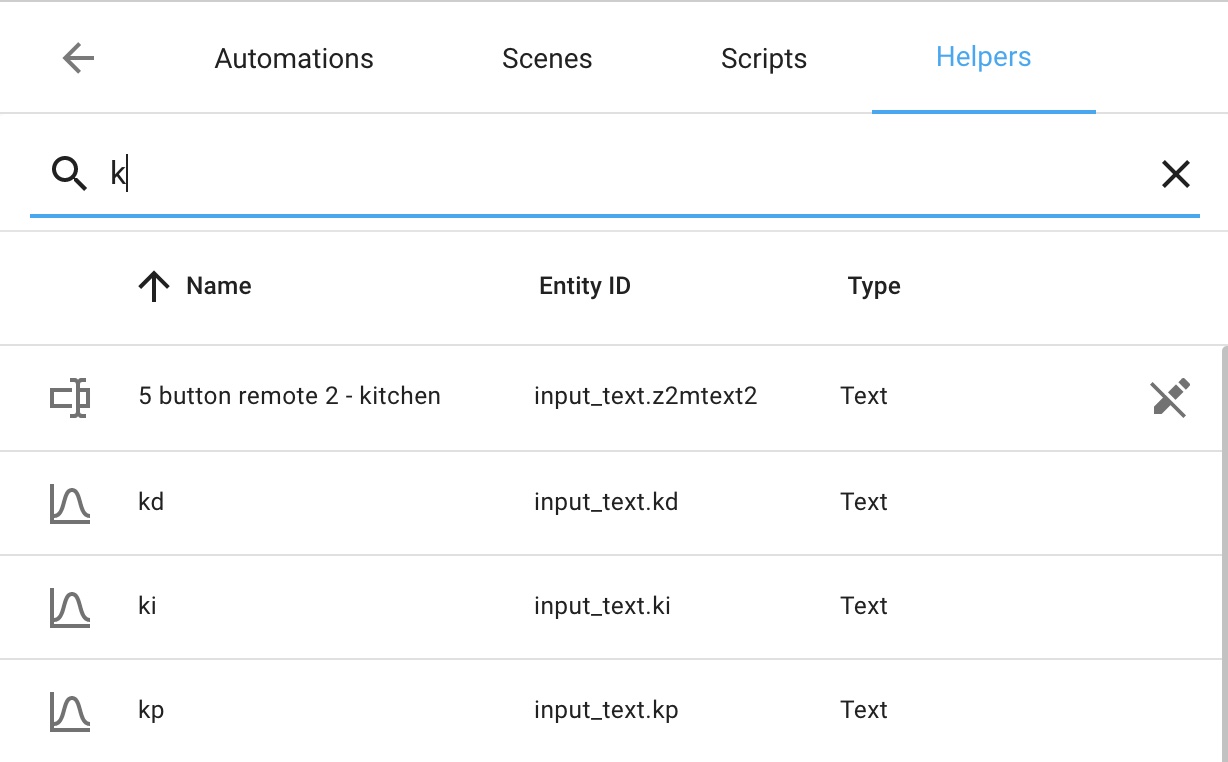 Automations Scenes Scripts Helpers
k
Name Entity ID Type
5 button remote 2 - kitchen input_text.z2mtext2 Text
kd input_text.kd Text
ki input_text.ki Text
kp input_text.kp Text